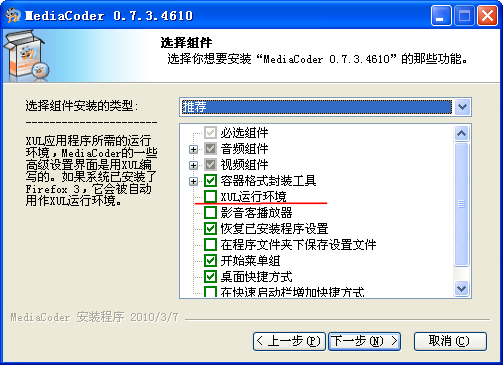 MediaCoder 0.7.3.4610
选择组件
选择你想要安装“MediaCoder 0.7.3.4610”的那些功能。
选择组件安装的类型:
推荐
XUL应用程序所需的运行
环境,MediaCoder的一些
高级设置界面是用XUL编
写的。如果系统已安装了
Firefox 3,它会被自动
用作XUL运行环境。
必选组件
音频组件
视频组件
容器格式封装工具
XUL运行环境
影音客播放器
恢复已安装程序设置
在程序文件夹下保存设置文件
开始菜单组
桌面快捷方式
在快速启动栏增加快捷方式
MediaCoder 安装程序 2010/3/7
< 上一步(P)
下一步(N) >
取消(C)